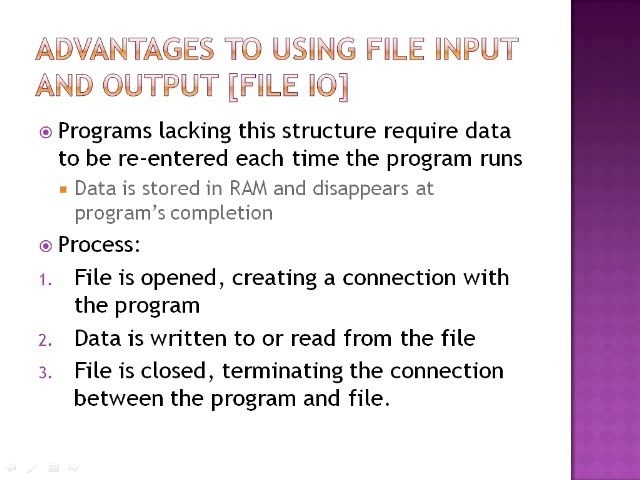 ADVANTAGES TO USING FILE INPUT
AND OUTPUT [FILE IO]
Programs lacking this structure require data
to be re-entered each time the program runs
Data is stored in RAM and disappears at
program's completion
Process:
1. File is opened, creating a connection with
the program
2. Data is written to or read from the file
3. File is closed, terminating the connection
between the program and file.